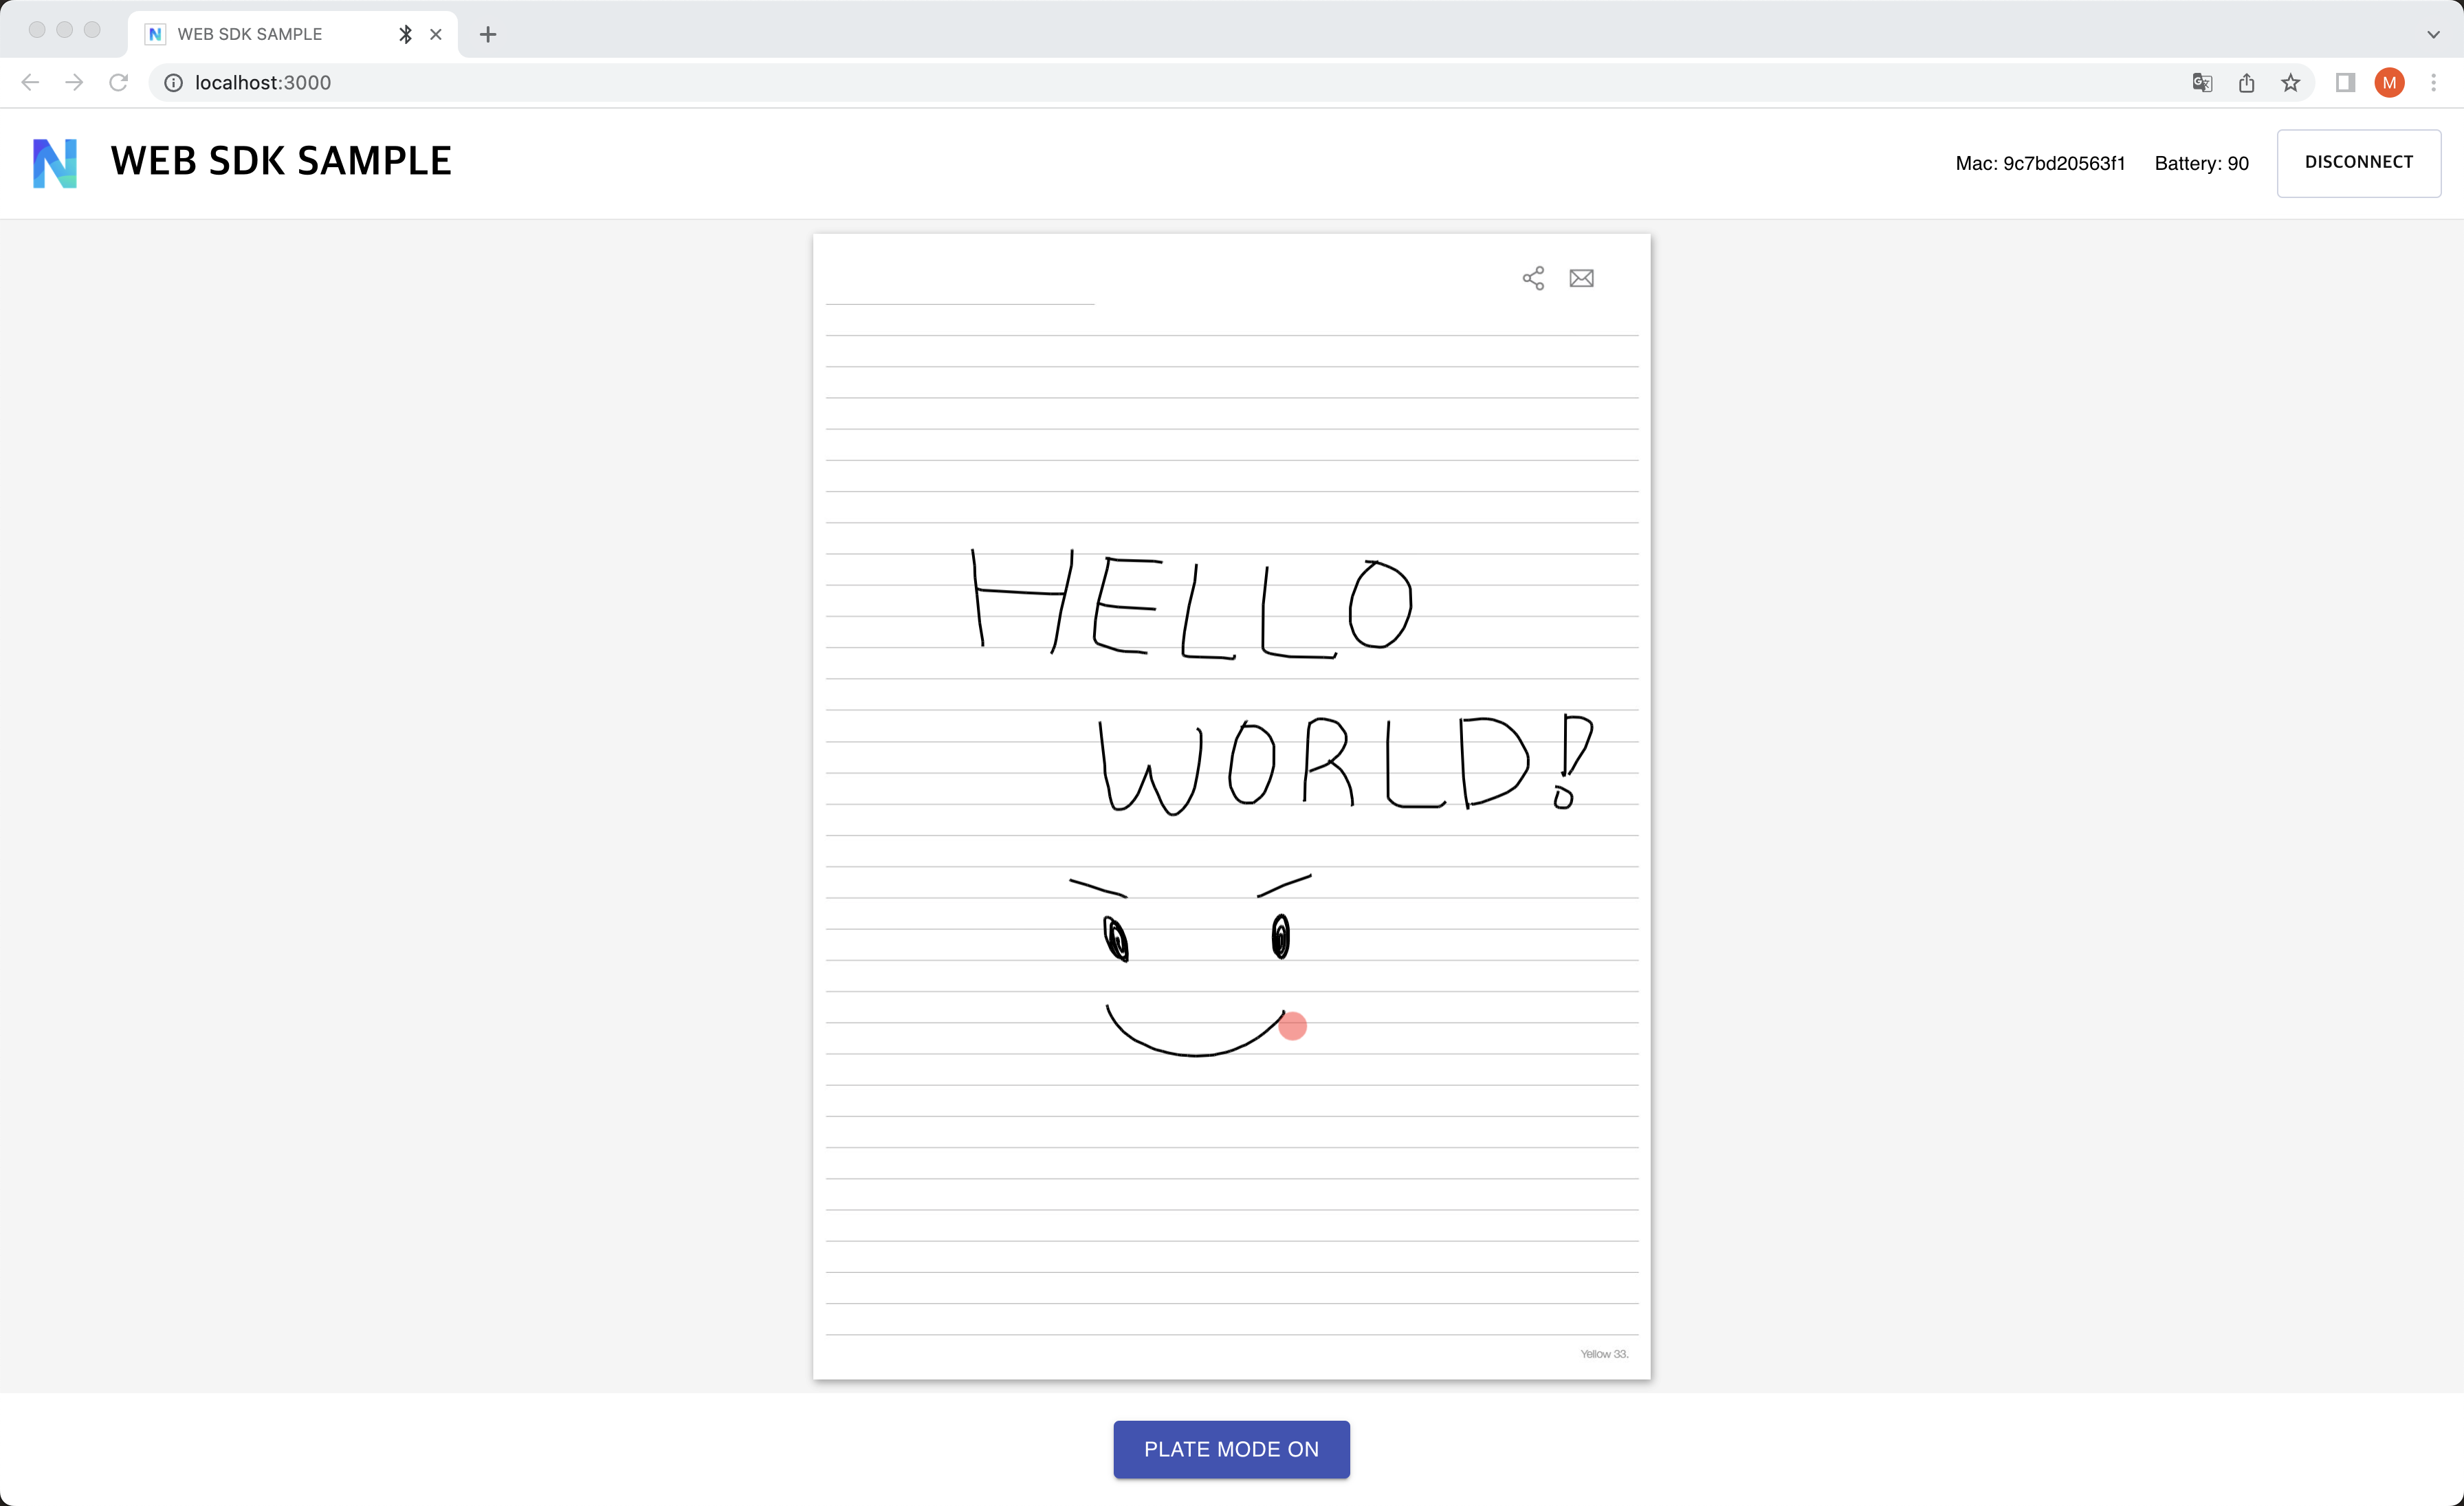 WEB SDK SAMPLE
localhost:3000
M
N WEB SDK SAMPLE
Mac: 9c7bd20563f1 Battery: 90 DISCONNECT
HELLO
WORLD!
Yellow 33.
PLATE MODE ON